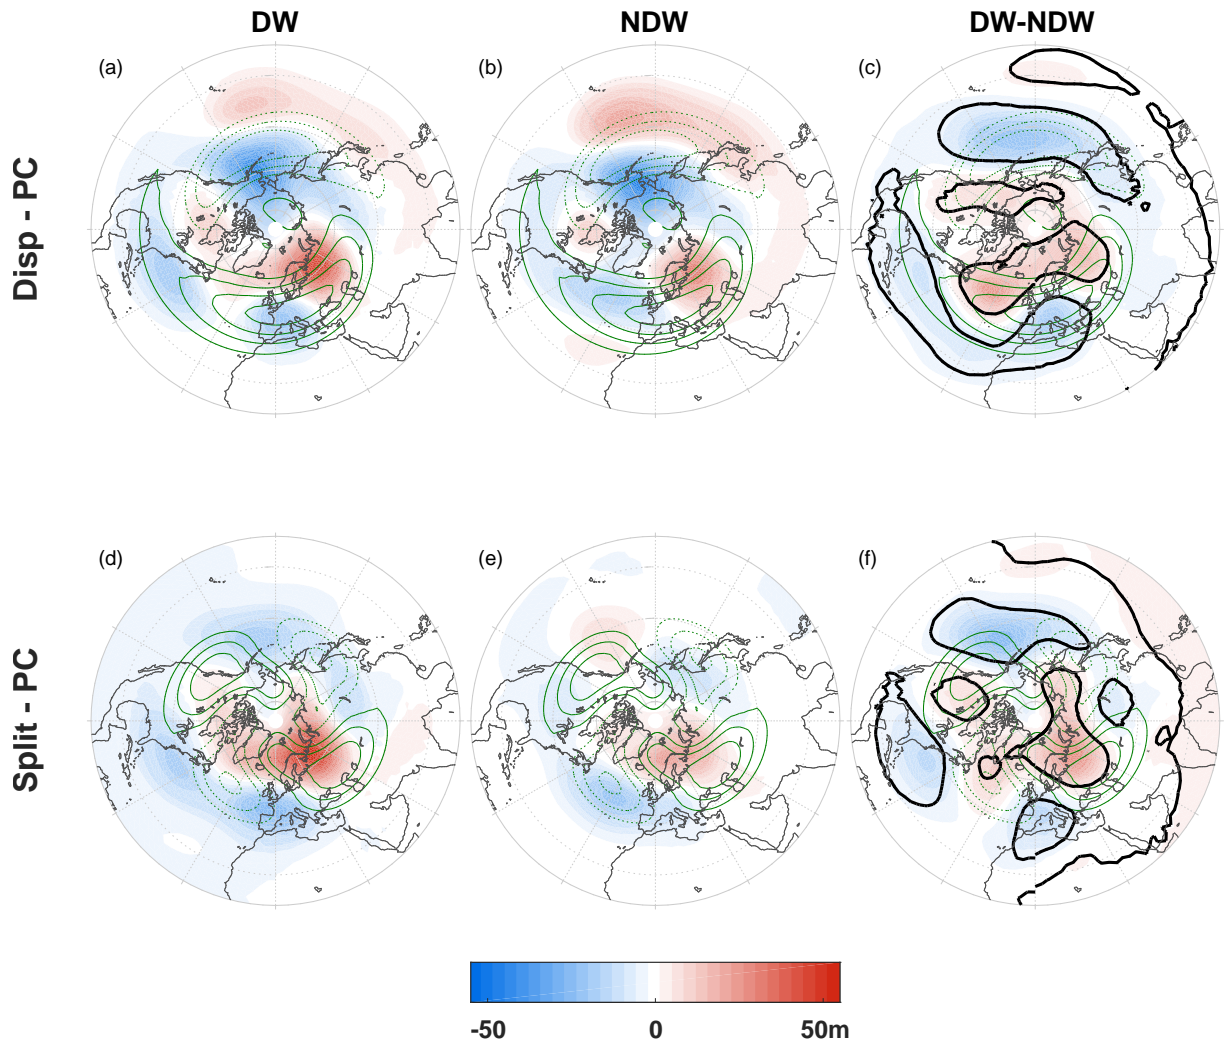 DW NDW DW-NDW
(a) (b) (c)
Disp - PC
(d) (e) (f)
Split - PC
-50 0 50m